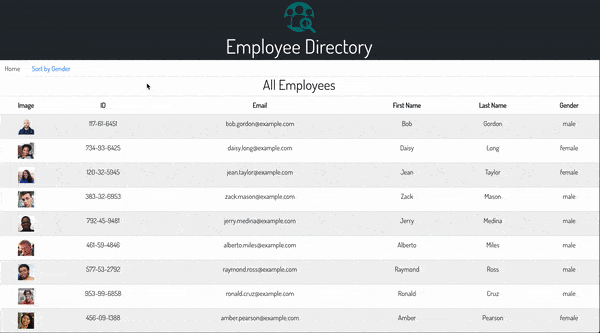 Employee Directory
Home Sort by Gender
All Employees
Image ID Email First Name Last Name Gender
117-61-6451 bob.gordon@example.com Bob Gordon male
734-93-6425 daisy.long@example.com Daisy Long female
120-32-5945 jean.taylor@example.com Jean Taylor female
383-32-6953 zack.mason@example.com Zack Mason male
792-45-9481 jerry.medina@example.com Jerry Medina male
461-59-4846 alberto.miles@example.com Alberto Miles male
577-53-2792 raymond.ross@example.com Raymond Ross male
953-99-6858 ronald.cruz@example.com Ronald Cruz male
456-09-1388 amber.pearson@example.com Amber Pearson female